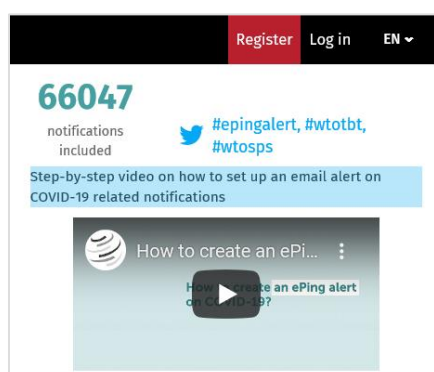 Register Log in EN
66047
notifications
included
#epingalert, #wtotbt,
#wtosps
Step-by-step video on how to set up an email alert on
COVID-19 related notifications
How to create an ePi...
How to create an ePing alert
on COVID-19?